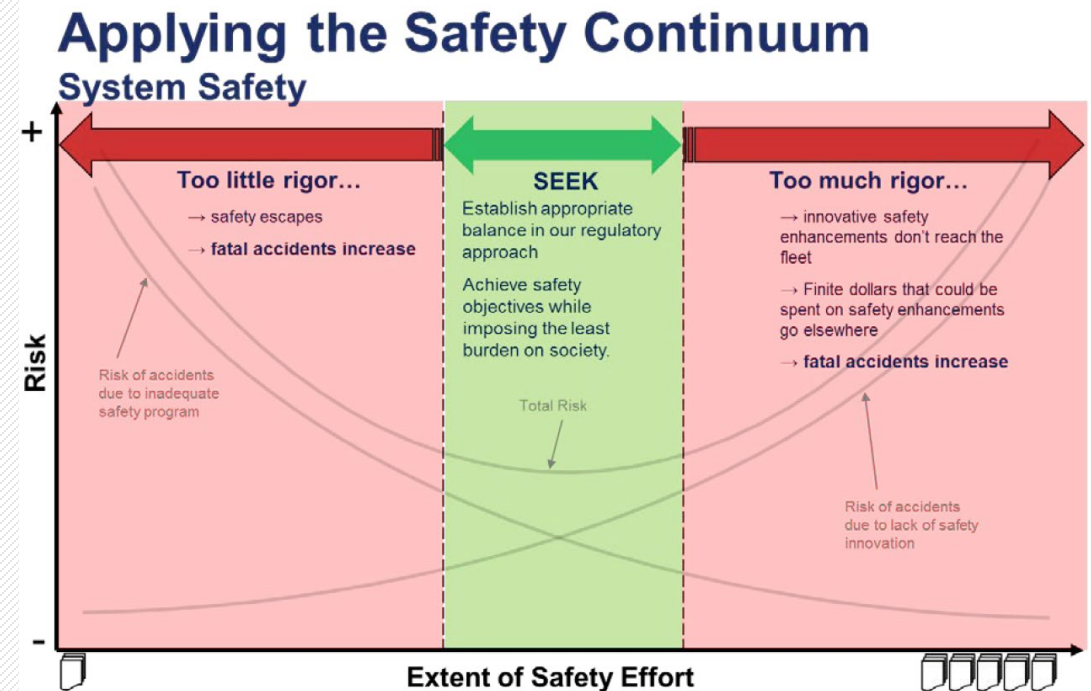 Applying the Safety Continuum
System Safety
+
Too little rigor…
→ safety escapes
→ fatal accidents increase
SEEK
Establish appropriate
balance in our regulatory
approach
Achieve safety
objectives while
imposing the least
burden on society.
Too much rigor…
→ innovative safety
enhancements don't reach the
fleet
→ Finite dollars that could be
spent on safety enhancements
go elsewhere
→ fatal accidents increase
Risk
Risk of accidents
due to inadequate
safety program
Total Risk
Risk of accidents
due to lack of safety
innovation
-
Extent of Safety Effort